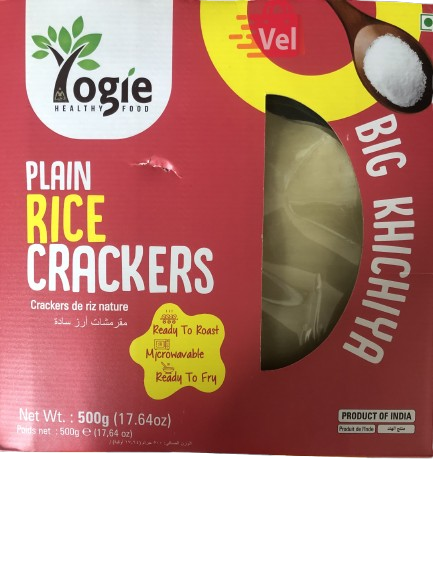 Yogie
HEALTHY FOOD
Vel
PLAIN
RICE
CRACKERS
BIG KHICHIYA
Crackers de riz nature
مقرمشات أرز سادة
Ready To Roast
Microwavable
Ready To Fry
Net Wt. : 500g (17.64oz)
Poids net : 500g ℮ (17,64 oz)
PRODUCT OF INDIA
Produit de l'Inde
منتج الهند